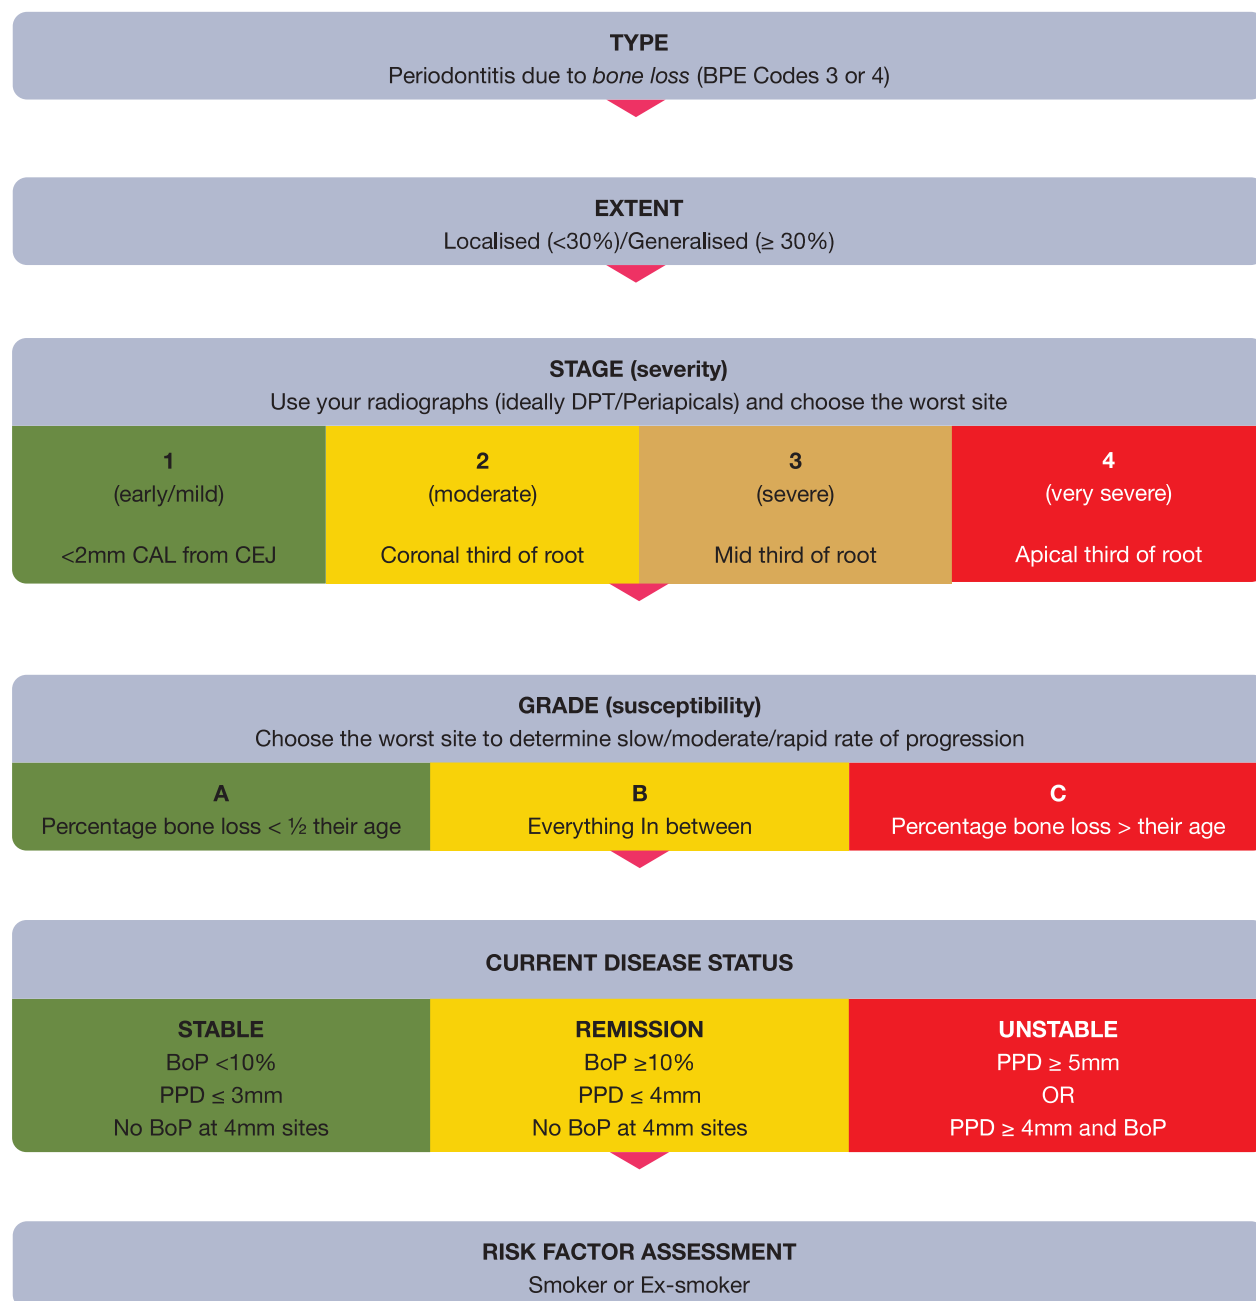 TYPE
Periodontitis due to bone loss (BPE Codes 3 or 4)
EXTENT
Localised (<30%)/Generalised (≥ 30%)
STAGE (severity)
Use your radiographs (ideally DPT/Periapicals) and choose the worst site
1
(early/mild)
<2mm CAL from CEJ
2
(moderate)
Coronal third of root
3
(severe)
Mid third of root
4
(very severe)
Apical third of root
GRADE (susceptibility)
Choose the worst site to determine slow/moderate/rapid rate of progression
A
Percentage bone loss < ½ their age
B
Everything In between
C
Percentage bone loss > their age
CURRENT DISEASE STATUS
STABLE
BoP <10%
PPD ≤ 3mm
No BoP at 4mm sites
REMISSION
BoP ≥10%
PPD ≤ 4mm
No BoP at 4mm sites
UNSTABLE
PPD ≥ 5mm
OR
PPD ≥ 4mm and BoP
RISK FACTOR ASSESSMENT
Smoker or Ex-smoker